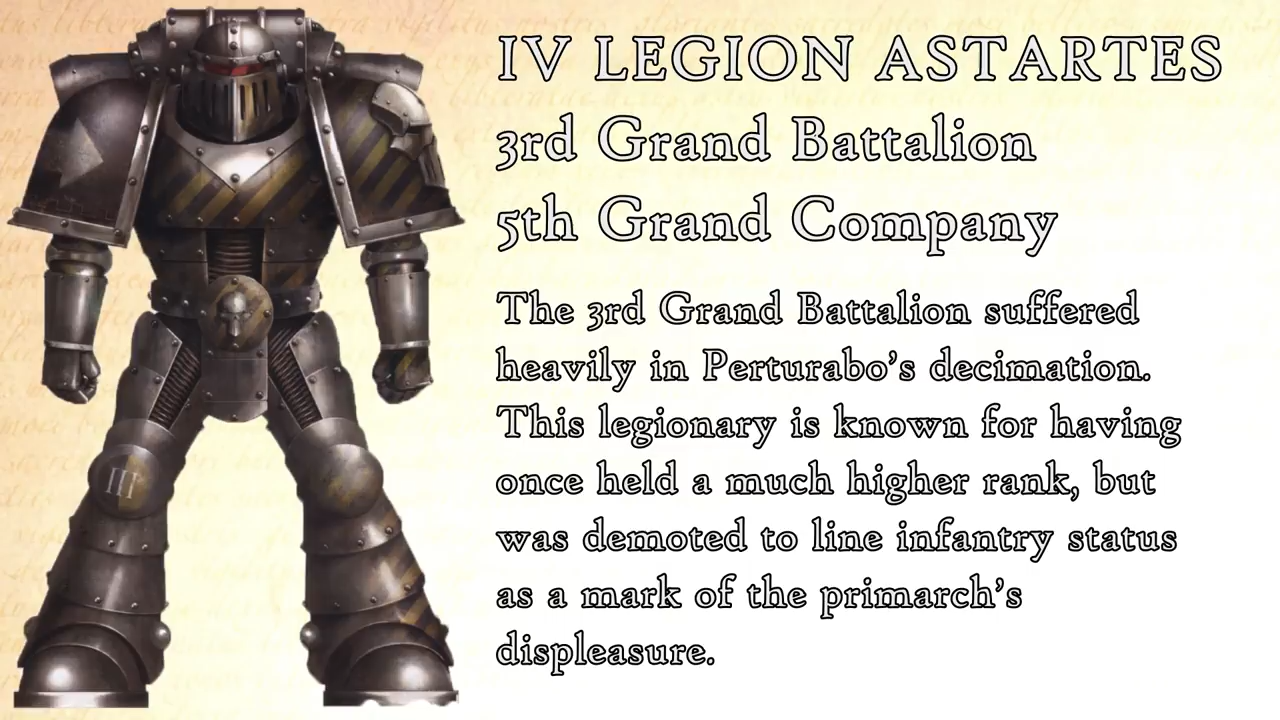 IV LEGION ASTARTES
3rd Grand Battalion
5th Grand Company
The 3rd Grand Battalion suffered
heavily in Perturabo's decimation.
This legionary is known for having
once held a much higher rank, but
was demoted to line infantry status
as a mark of the primarch's
displeasure.
III